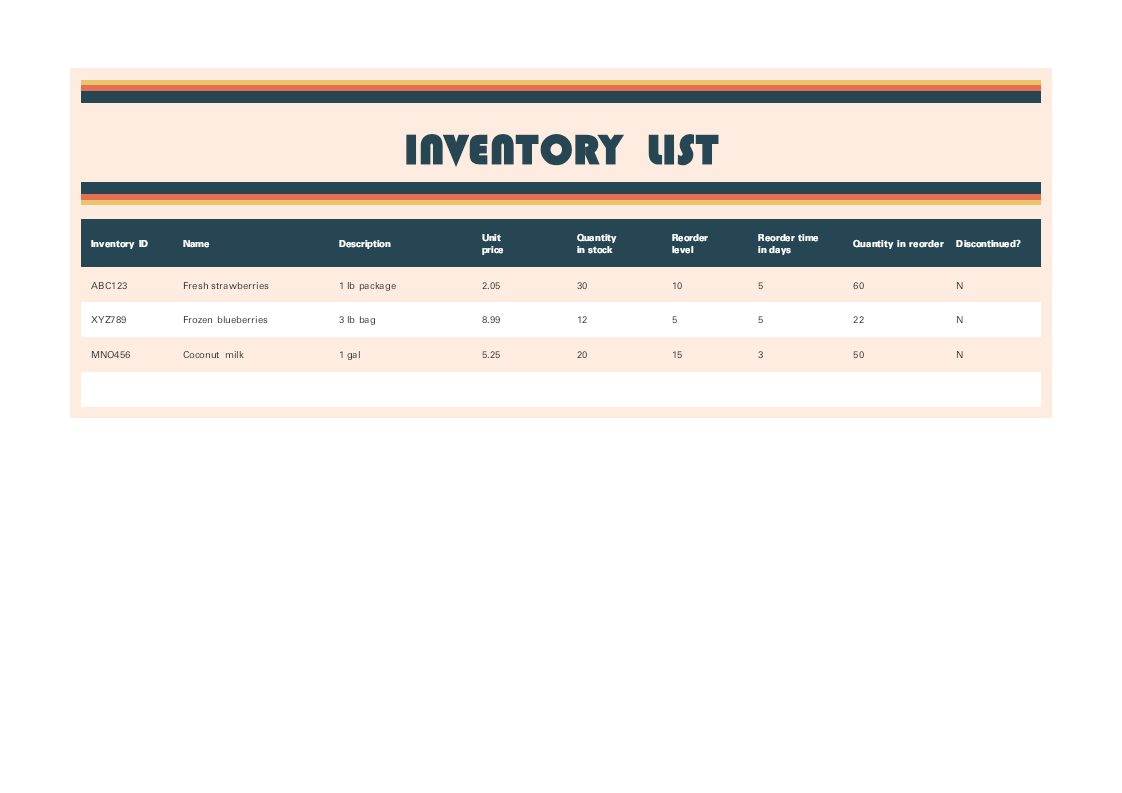 INVENTORY LIST
Inventory ID Name Description Unit price Quantity in stock Reorder level Reorder time in days Quantity in reorder Discontinued?
ABC123 Fresh strawberries 1 lb package 2.05 30 10 5 60 N
XYZ789 Frozen blueberries 3 lb bag 8.99 12 5 5 22 N
MNO456 Coconut milk 1 gal 5.25 20 15 3 50 N